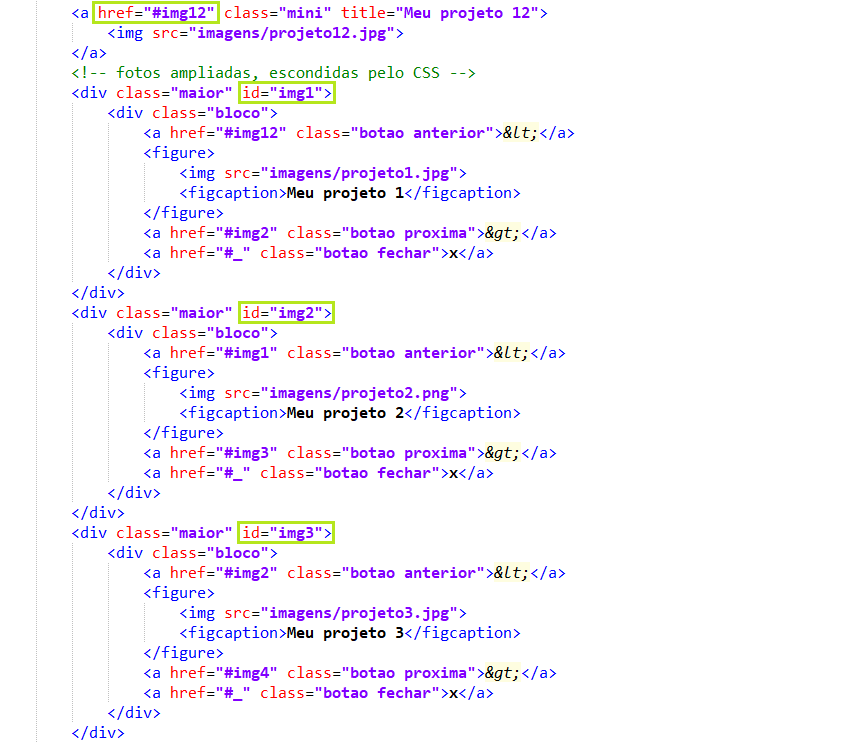 <a href="#img12" class="mini" title="Meu projeto 12">
<img src="imagens/projeto12.jpg">
</a>
<!-- fotos ampliadas, escondidas pelo CSS -->
<div class="maior" id="img1">
<div class="bloco">
<a href="#img12" class="botao anterior">&lt;</a>
<figure>
<img src="imagens/projeto1.jpg">
<figcaption>Meu projeto 1</figcaption>
</figure>
<a href="#img2" class="botao proxima">&gt;</a>
<a href="#_" class="botao fechar">x</a>
</div>
</div>
<div class="maior" id="img2">
<div class="bloco">
<a href="#img1" class="botao anterior">&lt;</a>
<figure>
<img src="imagens/projeto2.png">
<figcaption>Meu projeto 2</figcaption>
</figure>
<a href="#img3" class="botao proxima">&gt;</a>
<a href="#_" class="botao fechar">x</a>
</div>
</div>
<div class="maior" id="img3">
<div class="bloco">
<a href="#img2" class="botao anterior">&lt;</a>
<figure>
<img src="imagens/projeto3.jpg">
<figcaption>Meu projeto 3</figcaption>
</figure>
<a href="#img4" class="botao proxima">&gt;</a>
<a href="#_" class="botao fechar">x</a>
</div>
</div>